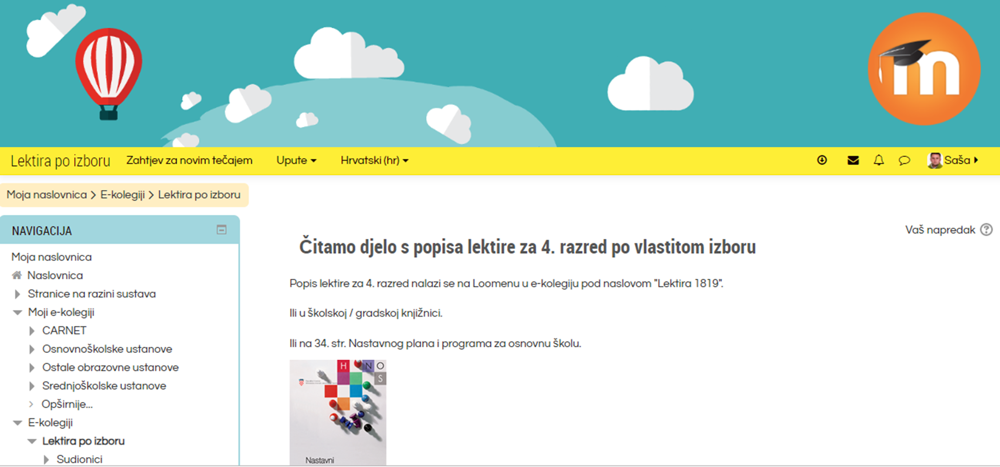 m
Lektira po izboru Zahtjev za novim tečajem Upute Hrvatski (hr) Saša
Moja naslovnica > E-kolegiji > Lektira po izboru
NAVIGACIJA
Moja naslovnica
Naslovnica
Stranice na razini sustava
Moji e-kolegiji
CARNET
Osnovnoškolske ustanove
Ostale obrazovne ustanove
Srednjoškolske ustanove
Opširnije...
E-kolegiji
Lektira po izboru
Sudionici
Vaš napredak
Čitamo djelo s popisa lektire za 4. razred po vlastitom izboru
Popis lektire za 4. razred nalazi se na Loomenu u e-kolegiju pod naslovom "Lektira 1819".
Ili u školskoj / gradskoj knjižnici.
Ili na 34. str. Nastavnog plana i programa za osnovnu školu.
H N O
S
Nastavni